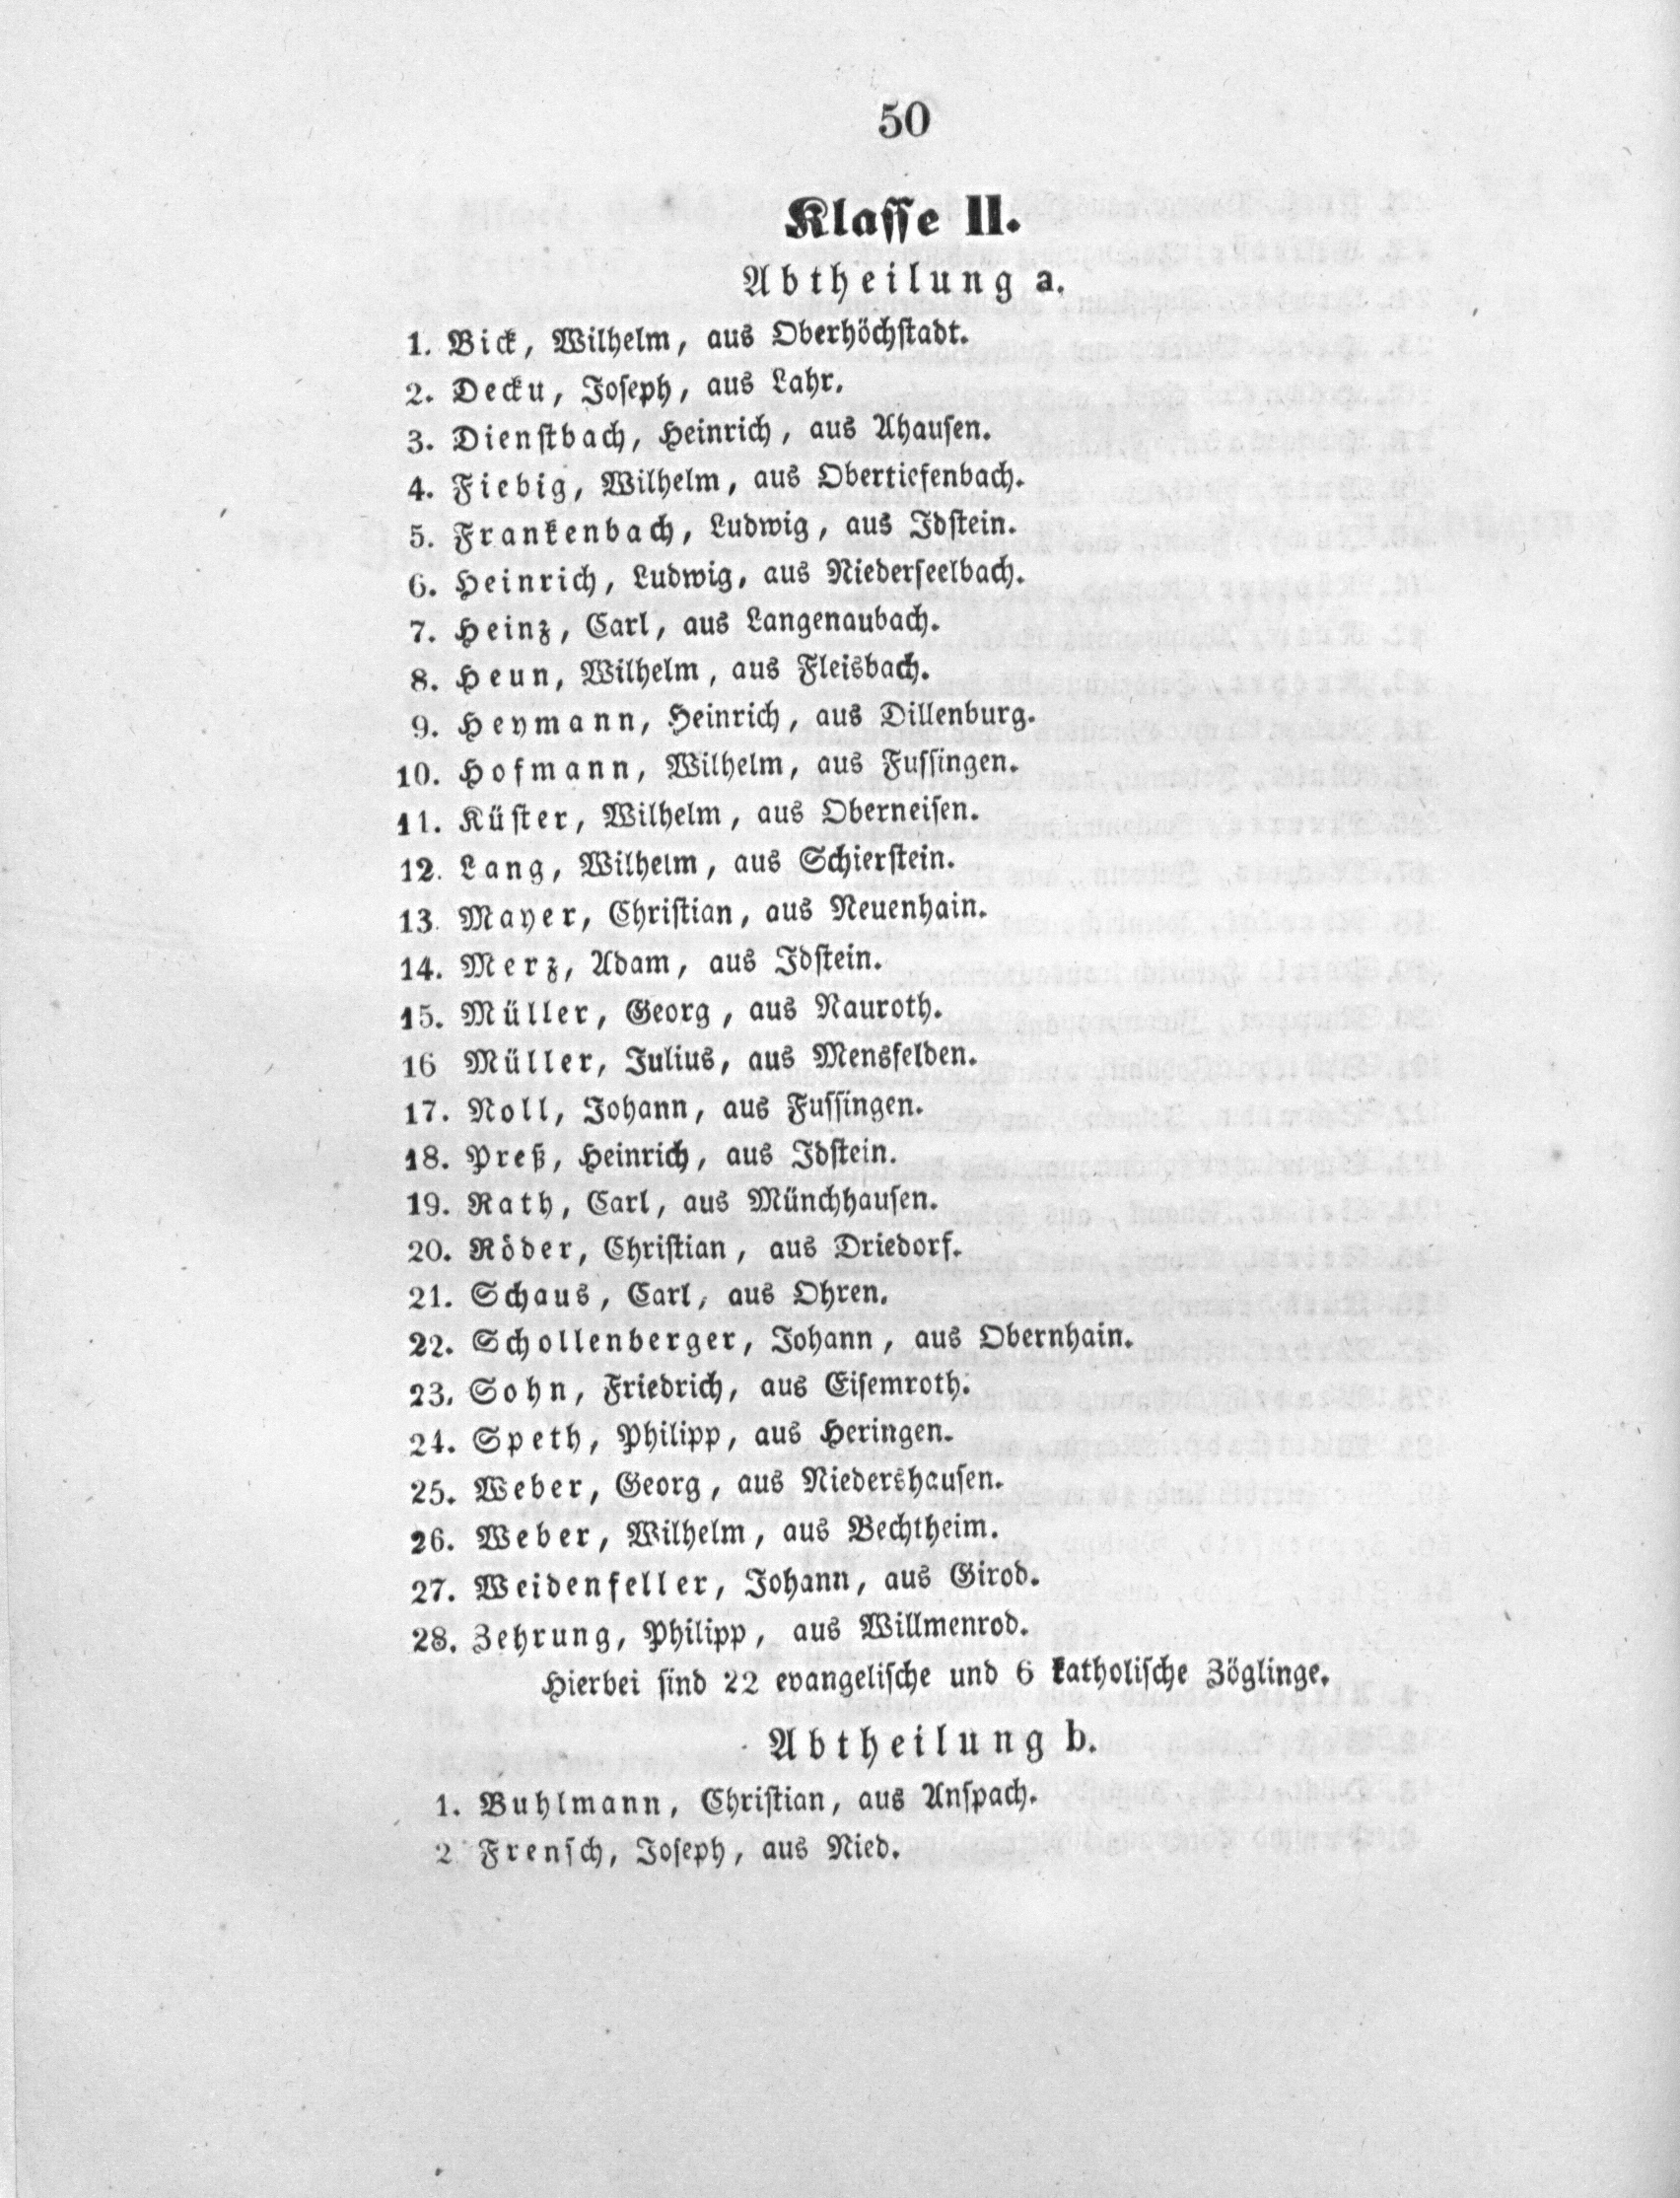 50
Klasse II.
Abtheilung a.
1. Bick, Wilhelm, aus Oberhöchstadt.
2. Decku, Joseph, aus Lahr.
3. Dienstbach, Heinrich, aus Ahausen.
4. Fiebig, Wilhelm, aus Obertiefenbach.
5. Frankenbach, Ludwig, aus Idstein.
6. Heinrich, Ludwig, aus Niederseelbach.
7. Heinz, Carl, aus Langenaubach.
8. Heun, Wilhelm, aus Fleisbach.
9. Heymann, Heinrich, aus Dillenburg.
10. Hofmann, Wilhelm, aus Fussingen.
11. Küster, Wilhelm, aus Oberneisen.
12. Lang, Wilhelm, aus Schierstein.
13. Mayer, Christian, aus Neuenhain.
14. Merz, Adam, aus Idstein.
15. Müller, Georg, aus Nauroth.
16 Müller, Julius, aus Mensfelden.
17. Noll, Johann, aus Fussingen.
18. Preß, Heinrich, aus Idstein.
19. Rath, Carl, aus Münchhausen.
20. Röder, Christian, aus Driedorf.
21. Schaus, Carl, aus Ohren.
22. Schollenberger, Johann, aus Obernhain.
23. Sohn, Friedrich, aus Eisemroth.
24. Speth, Philipp, aus Heringen.
25. Weber, Georg, aus Niedershausen.
26. Weber, Wilhelm, aus Bechtheim.
27. Weidenfeller, Johann, aus Girod.
28. Zehrung, Philipp, aus Willmenrod.
Hierbei sind 22 evangelische und 6 katholische Zöglinge.
Abtheilung b.
1. Buhlmann, Christian, aus Anspach.
2 Frensch, Joseph, aus Nied.